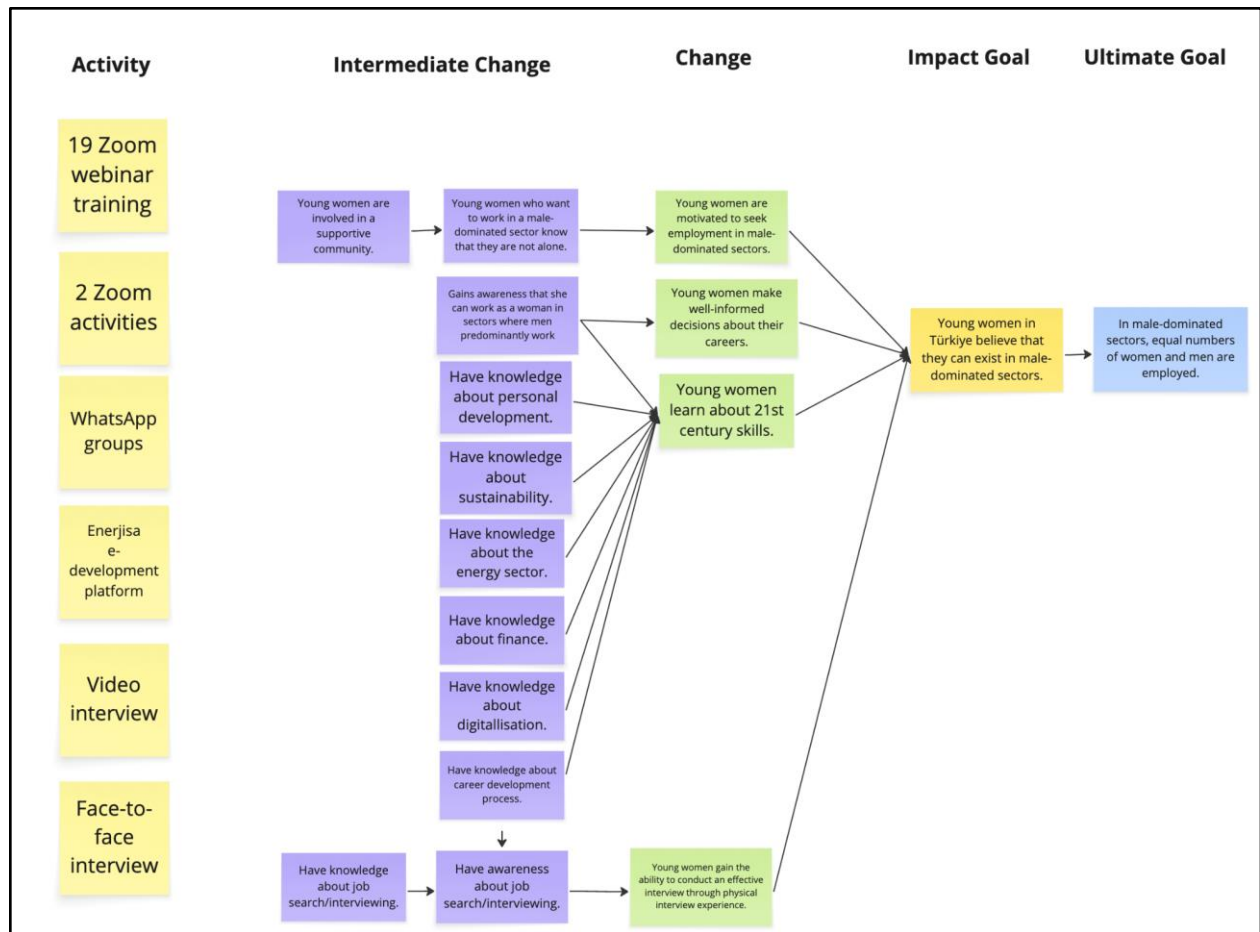 Activity
Intermediate Change
Change
Impact Goal
Ultimate Goal
19 Zoom
webinar
training
2 Zoom
activities
WhatsApp
groups
Enerjisa
e-
development
platform
Video
interview
Face-to-
face
interview
Young women are
involved in a
supportive
community.
Young women who want
to work in a male-
dominated sector know
that they are not alone.
Gains awareness that she
can work as a woman in
sectors where men
predominantly work
Have knowledge
about personal
development.
Have knowledge
about
sustainability.
Have knowledge
about the
energy sector.
Have knowledge
about finance.
Have knowledge
about
digitallisation.
Have knowledge about
career development
process.
Have knowledge
about job
search/interviewing.
Have awareness
about job
search/interviewing.
Young women are
motivated to seek
employment in male-
dominated sectors.
Young women make
well-informed
decisions about their
careers.
Young women
learn about 21st
century skills.
Young women gain the
ability to conduct an effective
interview through physical
interview experience.
Young women in
Türkiye believe that
they can exist in male-
dominated sectors.
In male-dominated
sectors, equal numbers
of women and men are
employed.